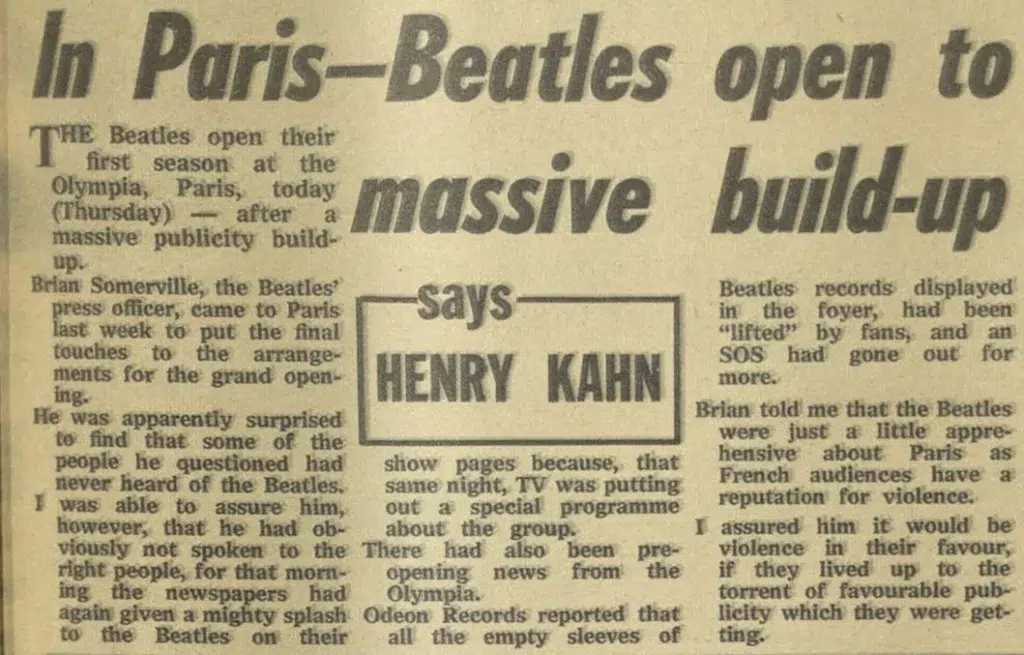 In Paris—Beatles open to
massive build-up
says
HENRY KAHN
THE Beatles open their
first season at the
Olympia, Paris, today
(Thursday) — after a
massive publicity build-
up.
Brian Somerville, the Beatles'
press officer, came to Paris
last week to put the final
touches to the arrange-
ments for the grand open-
ing.
He was apparently surprised
to find that some of the
people he questioned had
never heard of the Beatles.
I was able to assure him,
however, that he had ob-
viously not spoken to the
right people, for that morn-
ing the newspapers had
again given a mighty splash
to the Beatles on their
show pages because, that
same night, TV was putting
out a special programme
about the group.
There had also been pre-
opening news from the
Olympia.
Odeon Records reported that
all the empty sleeves of
Beatles records displayed
in the foyer, had been
"lifted" by fans, and an
SOS had gone out for
more.
Brian told me that the Beatles
were just a little appre-
hensive about Paris as
French audiences have a
reputation for violence.
I assured him it would be
violence in their favour,
if they lived up to the
torrent of favourable pub-
licity which they were get-
ting.